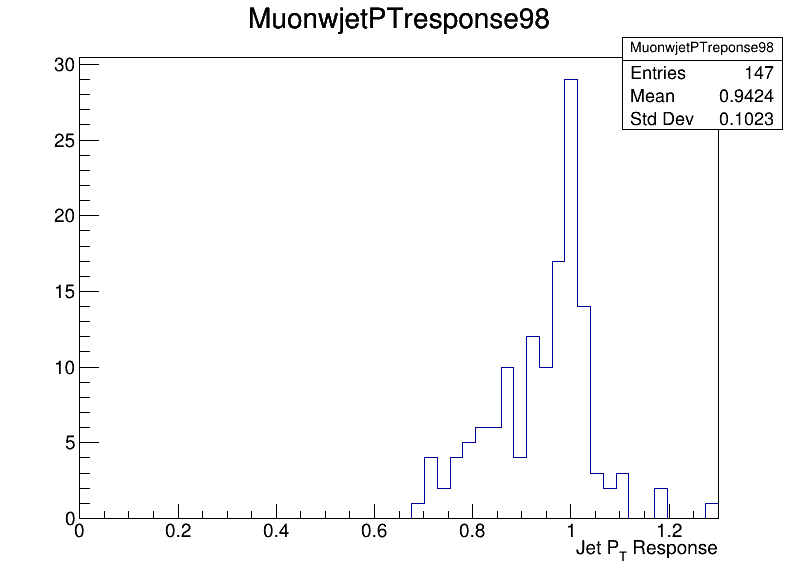 MuonwjetPTresponse98
MuonwjetPTreponse98
Entries 147
Mean 0.9424
Std Dev 0.1023
30
25
20
15
10
5
0
0 0.2 0.4 0.6 0.8 1 1.2
Jet PT Response